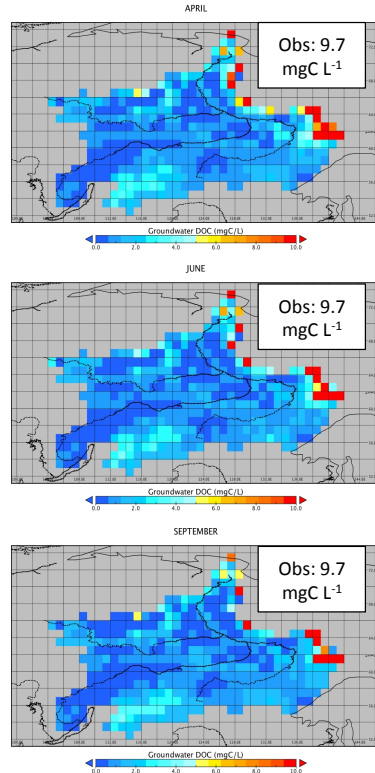 APRIL
Obs: 9.7
mgC L-1
Groundwater DOC (mgC/L)
0.0 2.0 4.0 6.0 8.0 10.0
JUNE
Obs: 9.7
mgC L-1
Groundwater DOC (mgC/L)
0.0 2.0 4.0 6.0 8.0 10.0
SEPTEMBER
Obs: 9.7
mgC L-1
Groundwater DOC (mgC/L)
0.0 2.0 4.0 6.0 8.0 10.0